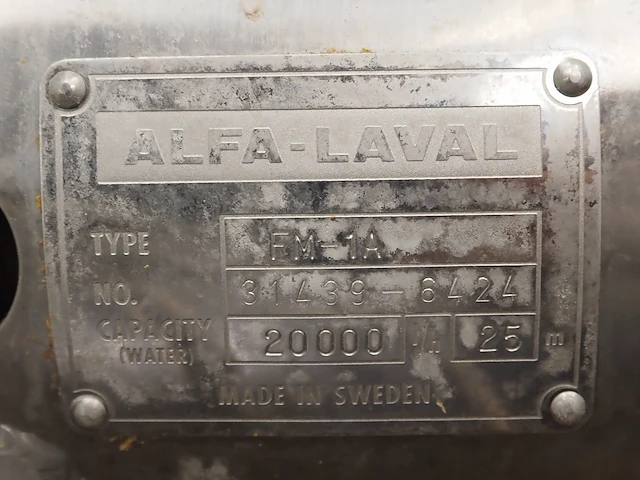 ALFA-LAVAL
TYPE FM-1A
NO. 31439-6424
CAPACITY 20000 /h 25 m
(WATER)
MADE IN SWEDEN